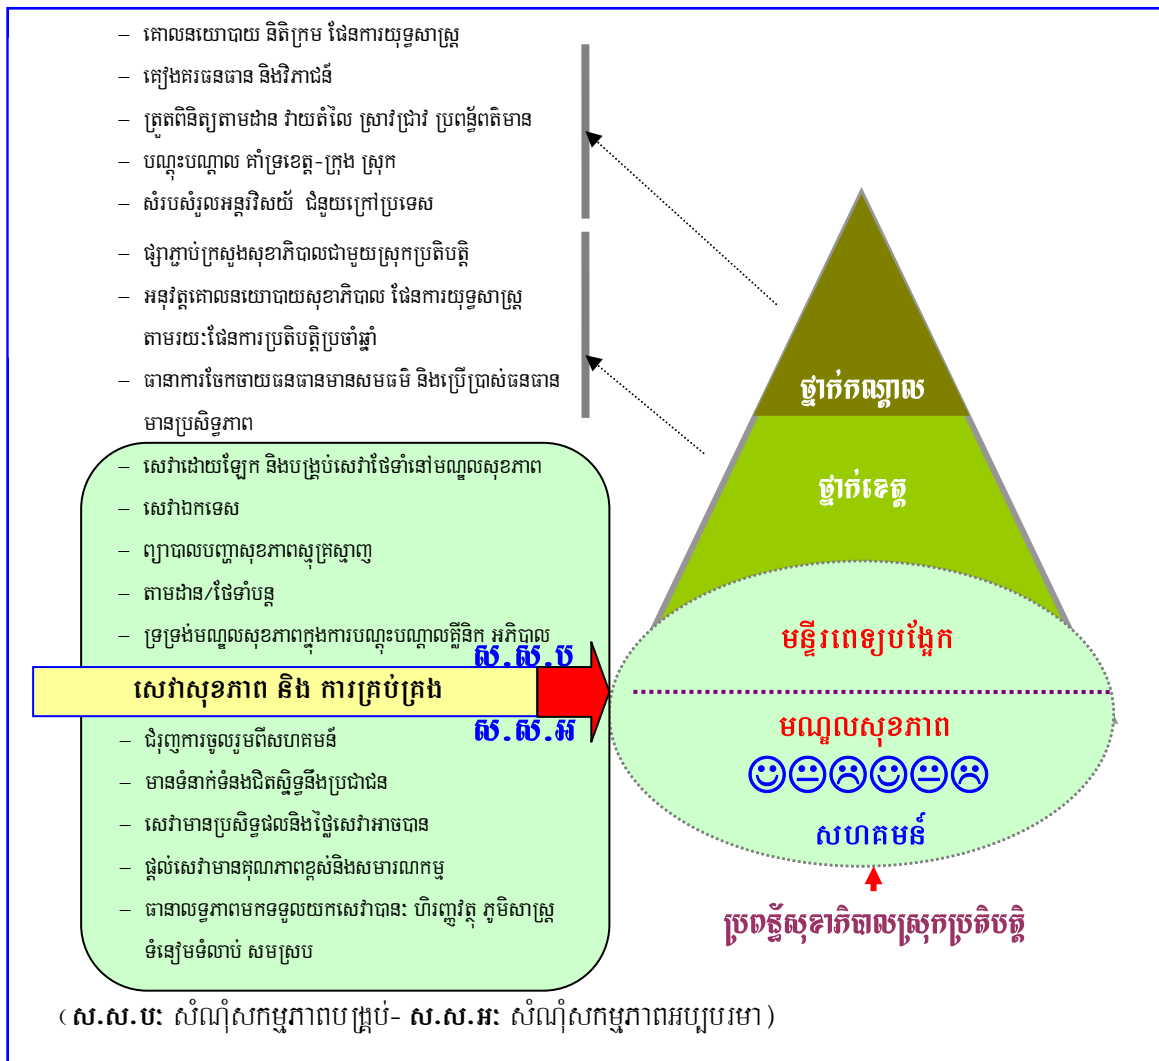 – គោលនយោបាយ និតិក្រម ផែនការយុទ្ធសាស្ត្រ
– គៀងគរធនធាន និងវិភាជន៍
– ត្រួតពិនិត្យតាមដាន វាយតំលៃ ស្រាវជ្រាវ ប្រពន្ធ័ពត៌មាន
– បណ្តុះបណ្តាល គាំទ្រខេត្ត-ក្រុង ស្រុក
– សំរបសំរួលអន្តរវិស័យ ជំនួយក្រៅប្រទេស
– ផ្សាភ្ជាប់ក្រសួងសុខាភិបាលជាមួយស្រុកប្រតិបត្តិ
– អនុវត្តគោលនយោបាយសុខាភិបាល ផែនការយុទ្ធសាស្ត្រ
តាមរយៈផែនការប្រតិបត្តិប្រចាំឆ្នាំ
– ធានាការចែកចាយធនធានមានសមធម៌ និងប្រើប្រាស់ធនធាន
មានប្រសិទ្ធភាព
ថ្នាក់កណ្តាល
ថ្នាក់ខេត្ត
– សេវាដោយឡែក និងបង្គ្រប់សេវាថែទាំនៅមណ្ឌលសុខភាព
– សេវាឯកទេស
– ព្យាបាលបញ្ហាសុខភាពស្មុគ្រស្មាញ
– តាមដាន/ថែទាំបន្ត
– ទ្រទ្រង់មណ្ឌលសុខភាពក្នុងការបណ្តុះបណ្តាលគ្លីនិក អភិបាល
ស.ស.ប
សេវាសុខភាព និង ការគ្រប់គ្រង
ស.ស.អ
– ជំរុញការចូលរួមពីសហគមន៍
– មានទំនាក់ទំនងជិតស្និទ្ធនឹងប្រជាជន
– សេវាមានប្រសិទ្ធផលនិងថ្លៃសេវាអាចបាន
– ផ្តល់សេវាមានគុណភាពខ្ពស់និងសមារណកម្ម
– ធានាលទ្ធភាពមកទទួលយកសេវាបានៈ ហិរញ្ញវត្ថុ ភូមិសាស្ត្រ
ទំនៀមទំលាប់ សមស្រប
មន្ទីរពេទ្យបង្អែក
មណ្ឌលសុខភាព
សហគមន៍
ប្រពន្ធ័សុខាភិបាលស្រុកប្រតិបត្តិ
(ស.ស.បៈ សំណុំសកម្មភាពបង្គ្រប់- ស.ស.អៈ សំណុំសកម្មភាពអប្បបរមា)